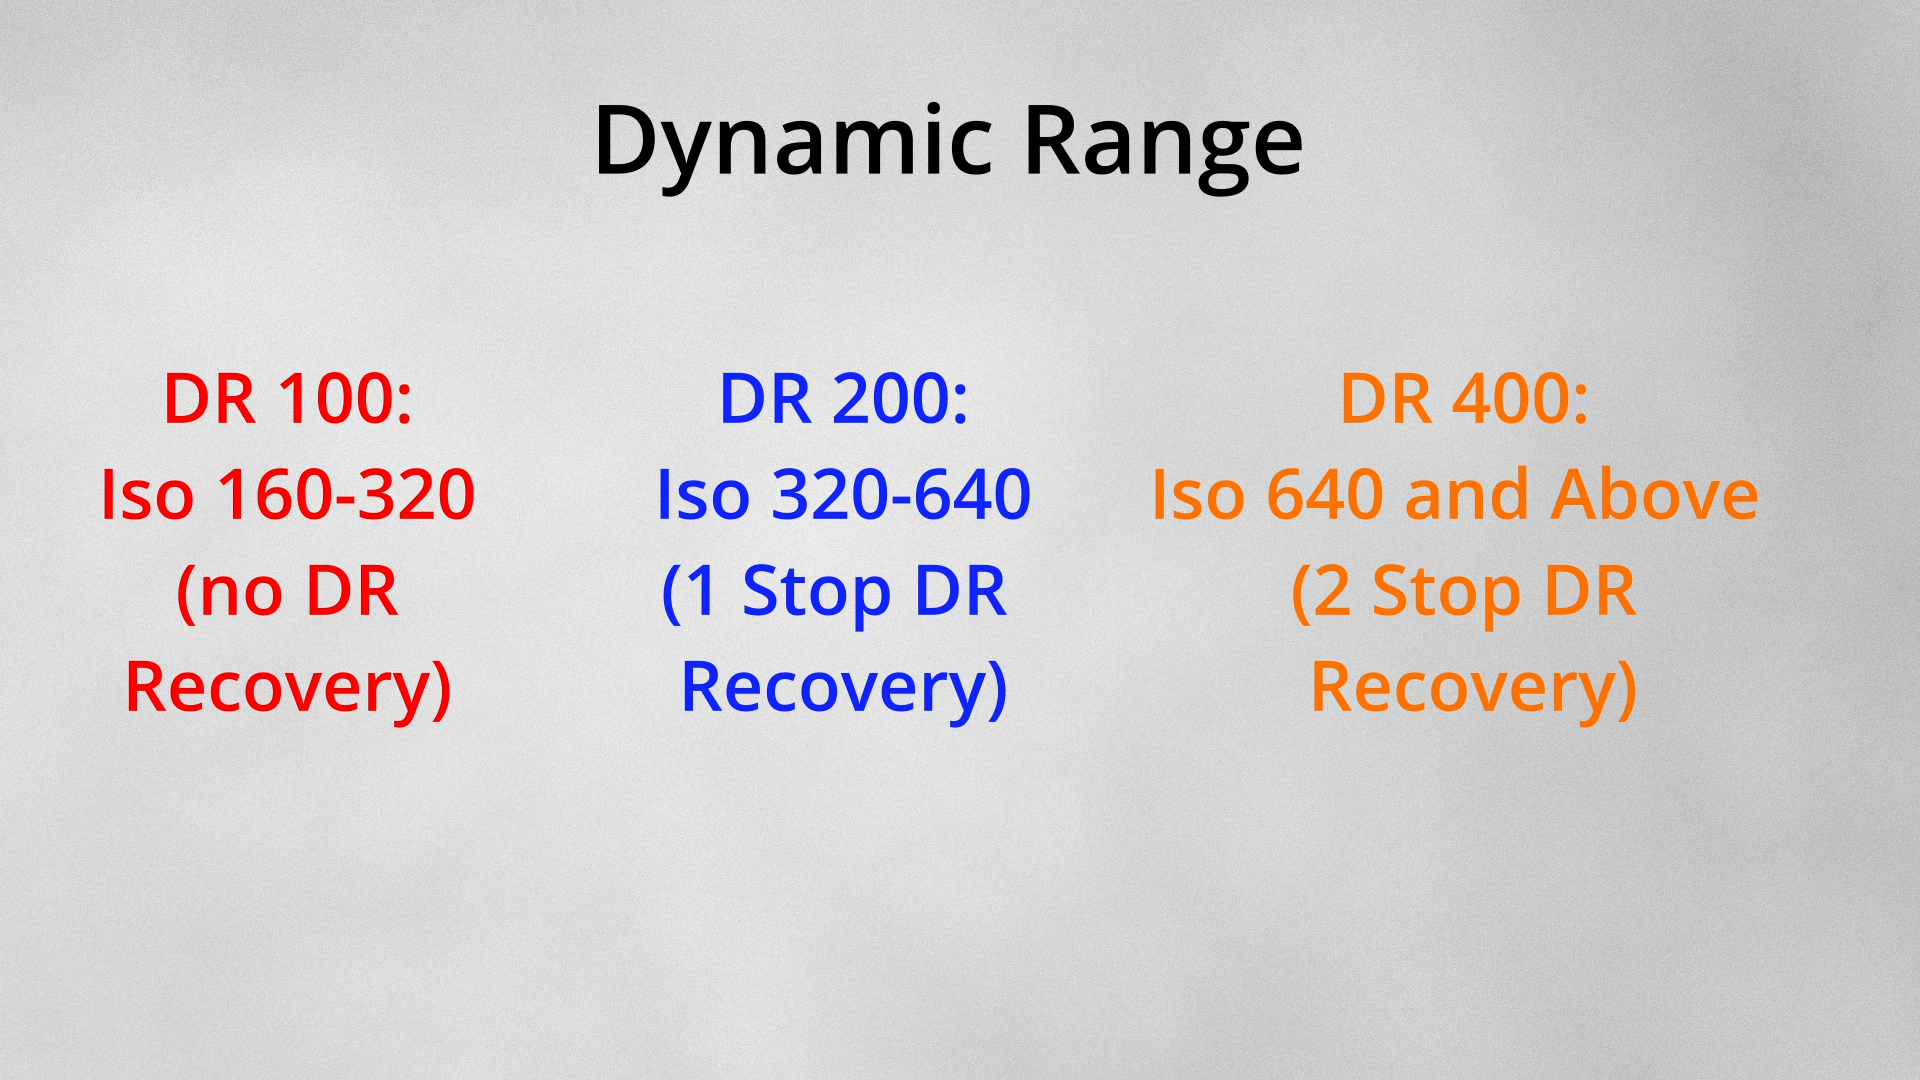 Dynamic Range
DR 100:
Iso 160-320
(no DR
Recovery)
DR 200:
Iso 320-640
(1 Stop DR
Recovery)
DR 400:
Iso 640 and Above
(2 Stop DR
Recovery)